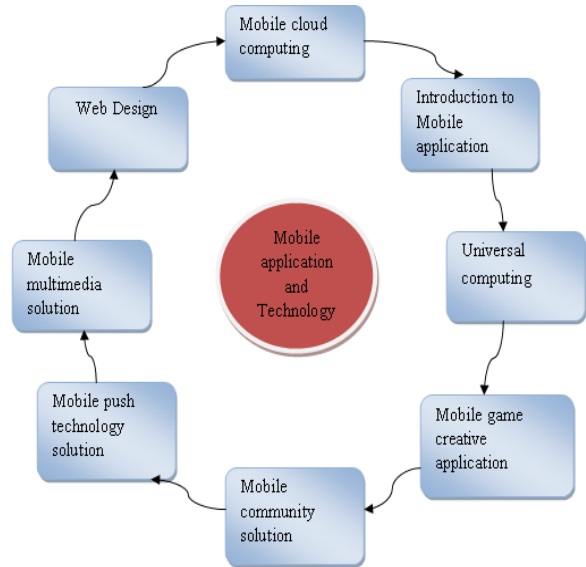 Mobile cloud
computing
Introduction to
Mobile
application
Universal
computing
Mobile game
creative
application
Mobile
community
solution
Mobile push
technology
solution
Mobile
multimedia
solution
Web Design
Mobile
application
and
Technology